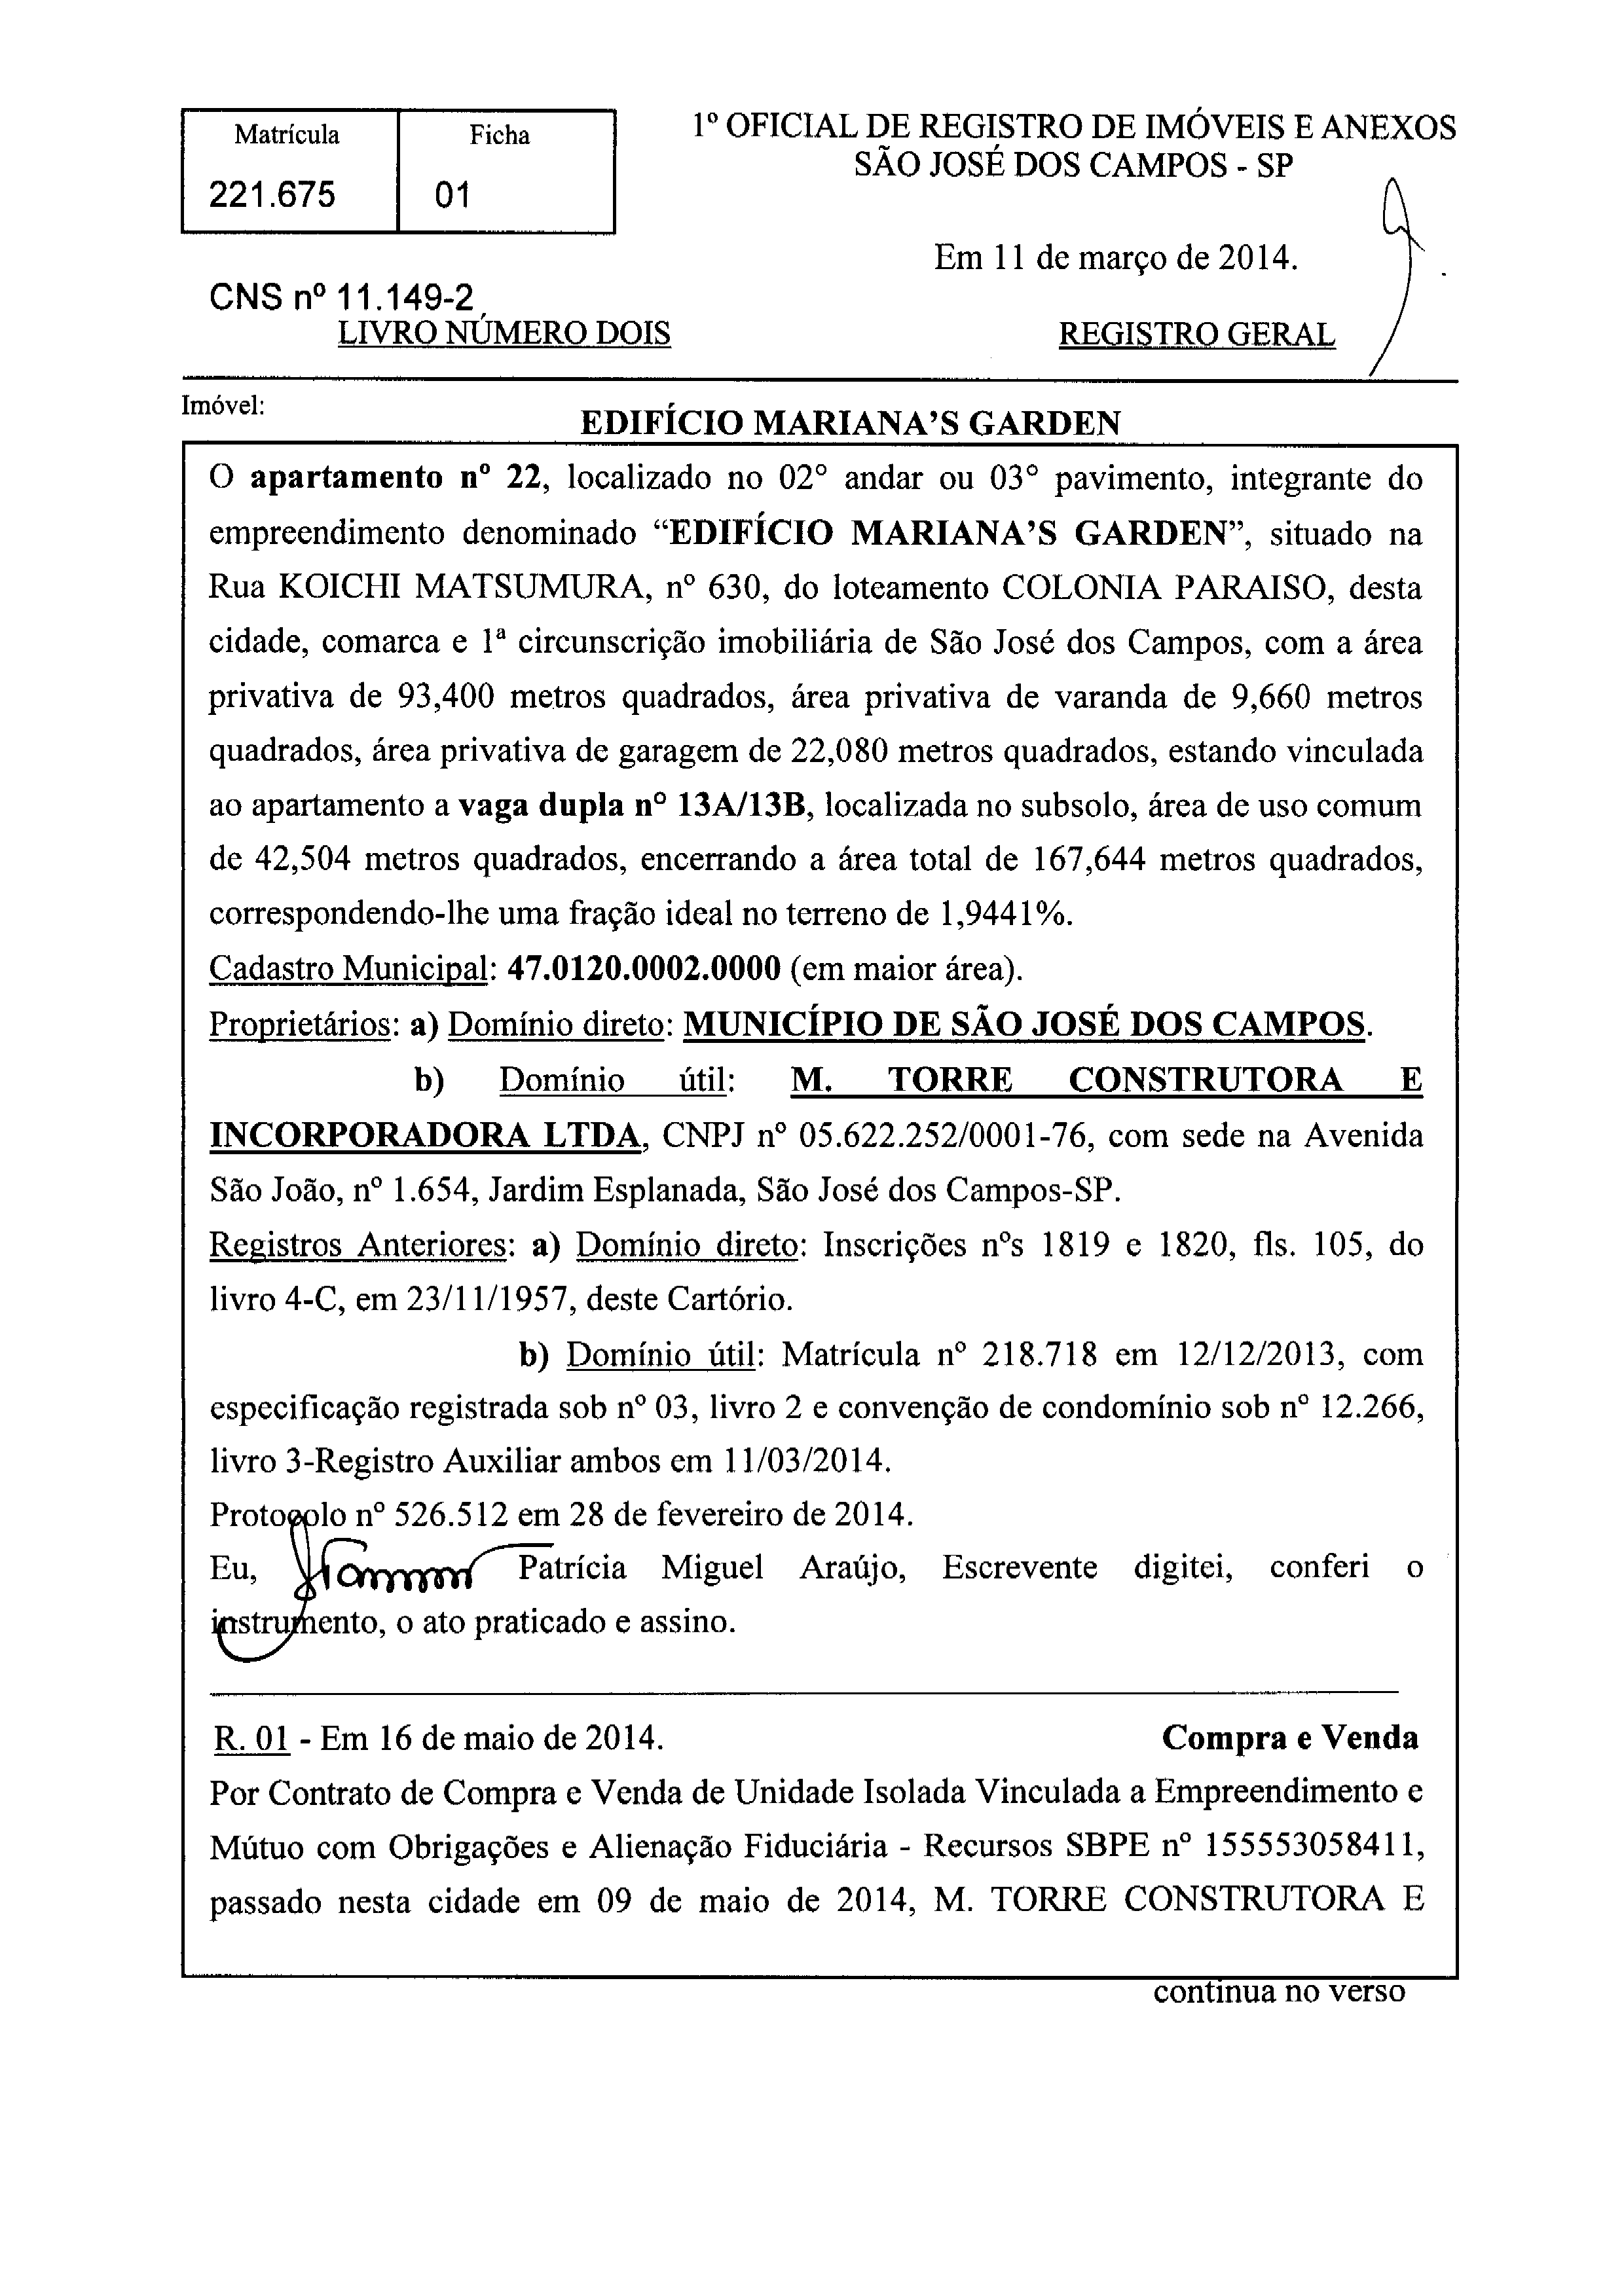 Matrícula Ficha
221.675 01
1º OFICIAL DE REGISTRO DE IMÓVEIS E ANEXOS
SÃO JOSÉ DOS CAMPOS - SP
Em 11 de março de 2014.
CNS nº 11.149-2
LIVRO NÚMERO DOIS REGISTRO GERAL
Imóvel:
EDIFÍCIO MARIANA’S GARDEN
O apartamento nº 22, localizado no 02º andar ou 03º pavimento, integrante do
empreendimento denominado “EDIFÍCIO MARIANA’S GARDEN”, situado na
Rua KOICHI MATSUMURA, nº 630, do loteamento COLONIA PARAISO, desta
cidade, comarca e 1ª circunscrição imobiliária de São José dos Campos, com a área
privativa de 93,400 metros quadrados, área privativa de varanda de 9,660 metros
quadrados, área privativa de garagem de 22,080 metros quadrados, estando vinculada
ao apartamento a vaga dupla nº 13A/13B, localizada no subsolo, área de uso comum
de 42,504 metros quadrados, encerrando a área total de 167,644 metros quadrados,
correspondendo-lhe uma fração ideal no terreno de 1,9441%.
Cadastro Municipal: 47.0120.0002.0000 (em maior área).
Proprietários: a) Domínio direto: MUNICÍPIO DE SÃO JOSÉ DOS CAMPOS.
b) Domínio útil: M. TORRE CONSTRUTORA E
INCORPORADORA LTDA, CNPJ nº 05.622.252/0001-76, com sede na Avenida
São João, nº 1.654, Jardim Esplanada, São José dos Campos-SP.
Registros Anteriores: a) Domínio direto: Inscrições nºs 1819 e 1820, fls. 105, do
livro 4-C, em 23/11/1957, deste Cartório.
b) Domínio útil: Matrícula nº 218.718 em 12/12/2013, com
especificação registrada sob nº 03, livro 2 e convenção de condomínio sob nº 12.266,
livro 3-Registro Auxiliar ambos em 11/03/2014.
Protocolo nº 526.512 em 28 de fevereiro de 2014.
Eu, Patrícia Miguel Araújo, Escrevente digitei, conferi o
instrumento, o ato praticado e assino.
R. 01 - Em 16 de maio de 2014. Compra e Venda
Por Contrato de Compra e Venda de Unidade Isolada Vinculada a Empreendimento e
Mútuo com Obrigações e Alienação Fiduciária - Recursos SBPE nº 155553058411,
passado nesta cidade em 09 de maio de 2014, M. TORRE CONSTRUTORA E
continua no verso